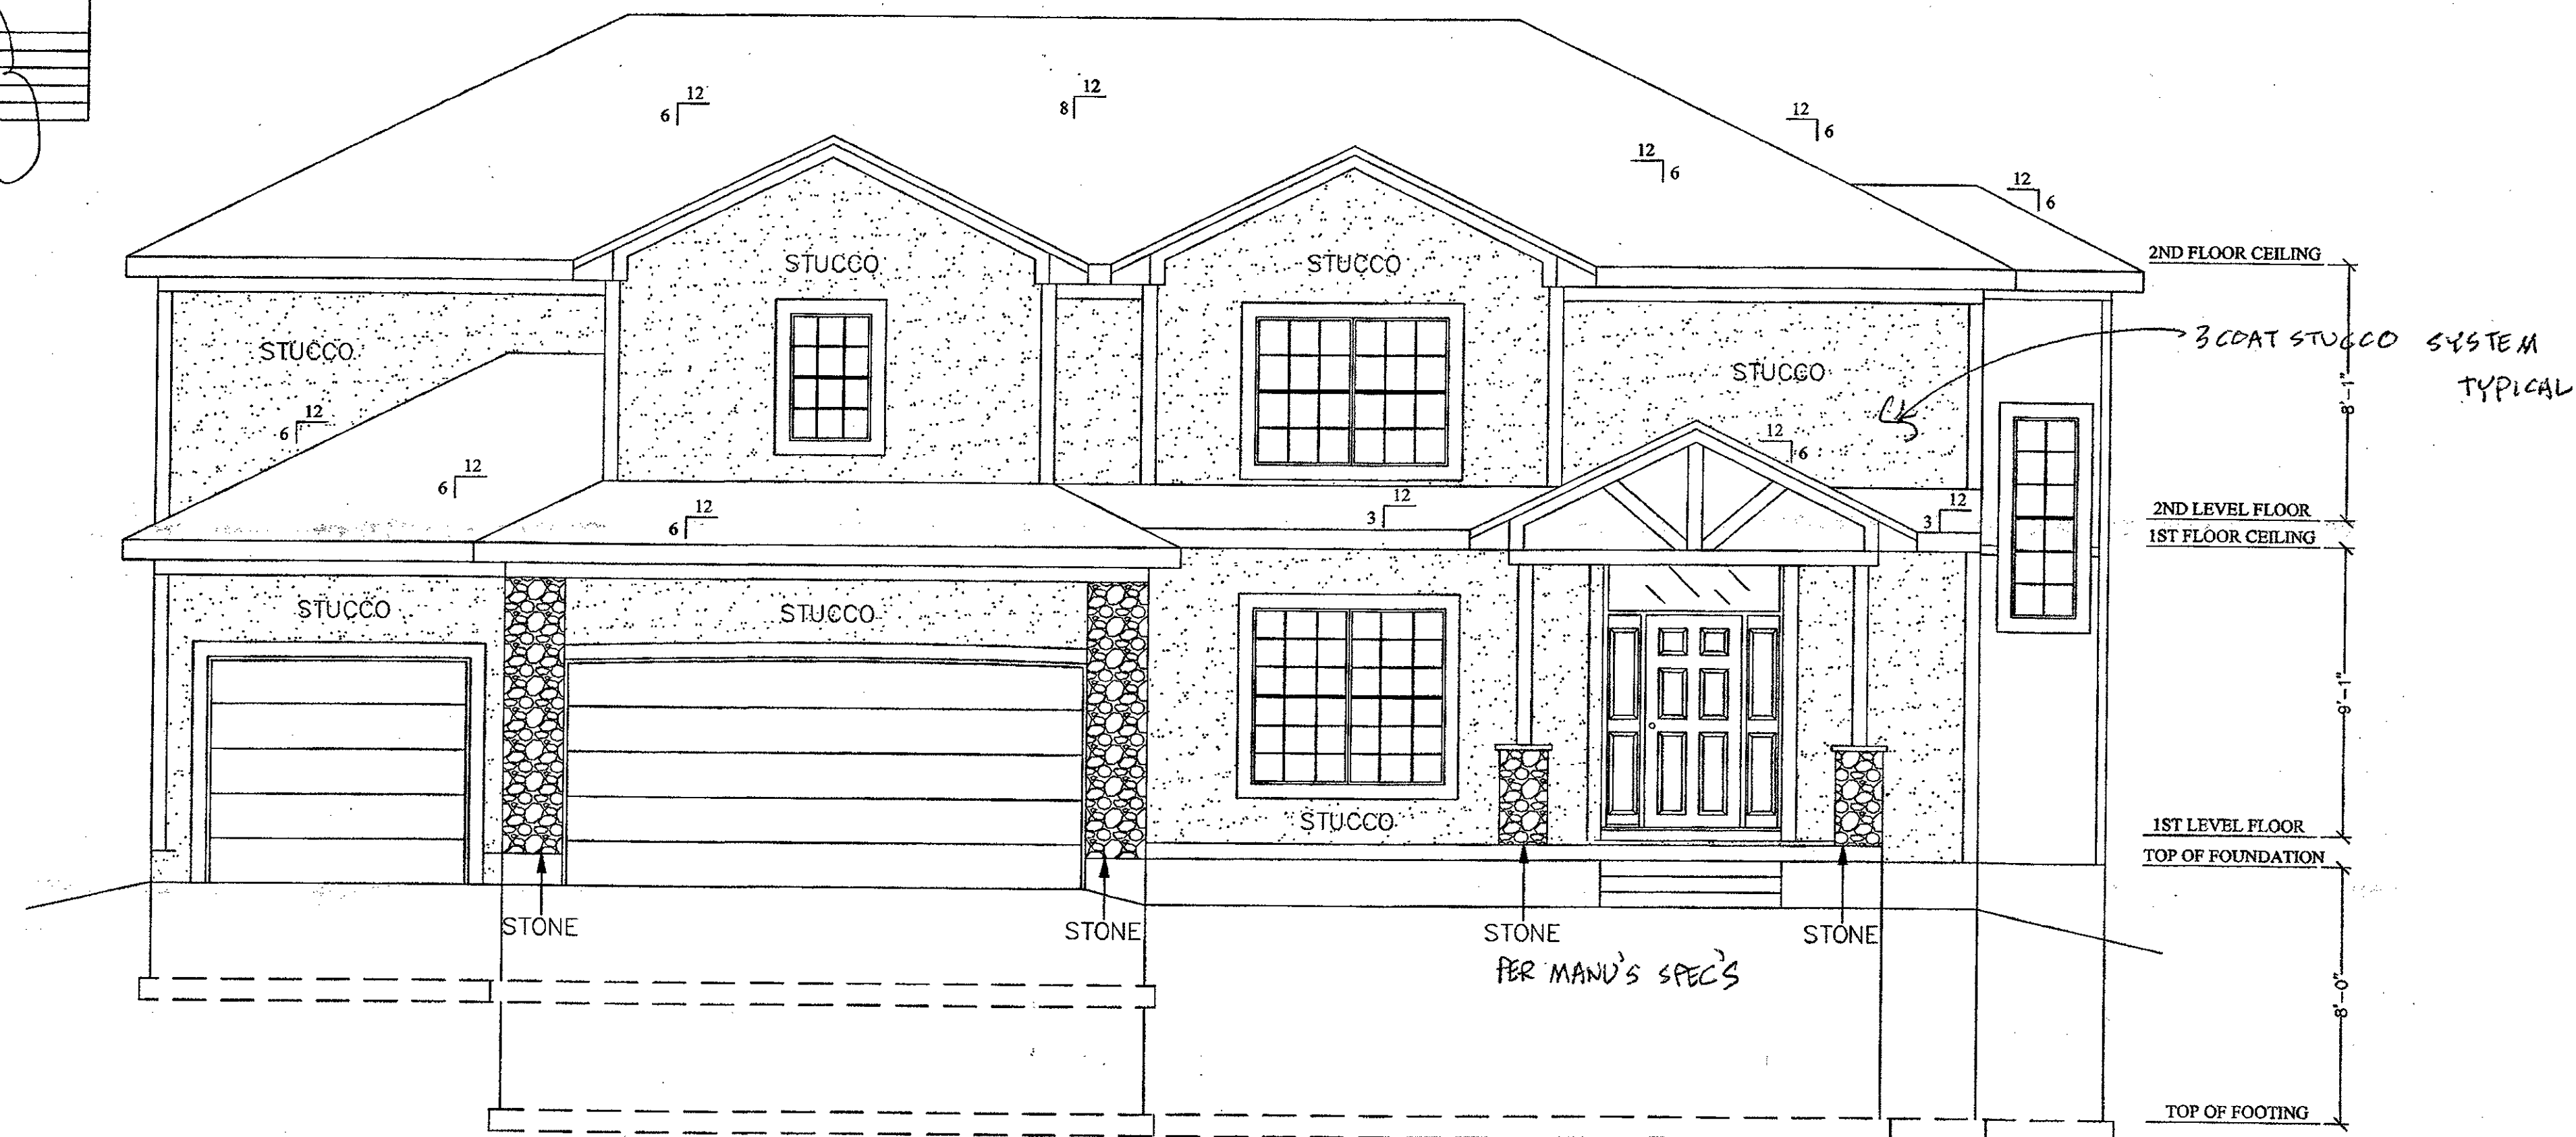 12
6
12
8
12
6
12
6
12
6
2ND FLOOR CEILING
STUCCO
STUCCO
STUCCO
STUCCO
3 COAT STUCCO SYSTEM
TYPICAL
8'-1"
12
6
12
6
12
6
12
6
12
3
12
3
2ND LEVEL FLOOR
1ST FLOOR CEILING
STUCCO
STUCCO
9'-1"
STUCCO
1ST LEVEL FLOOR
TOP OF FOUNDATION
STONE
STONE
STONE
STONE
PER MANU'S SPEC'S
8'-0"
TOP OF FOOTING